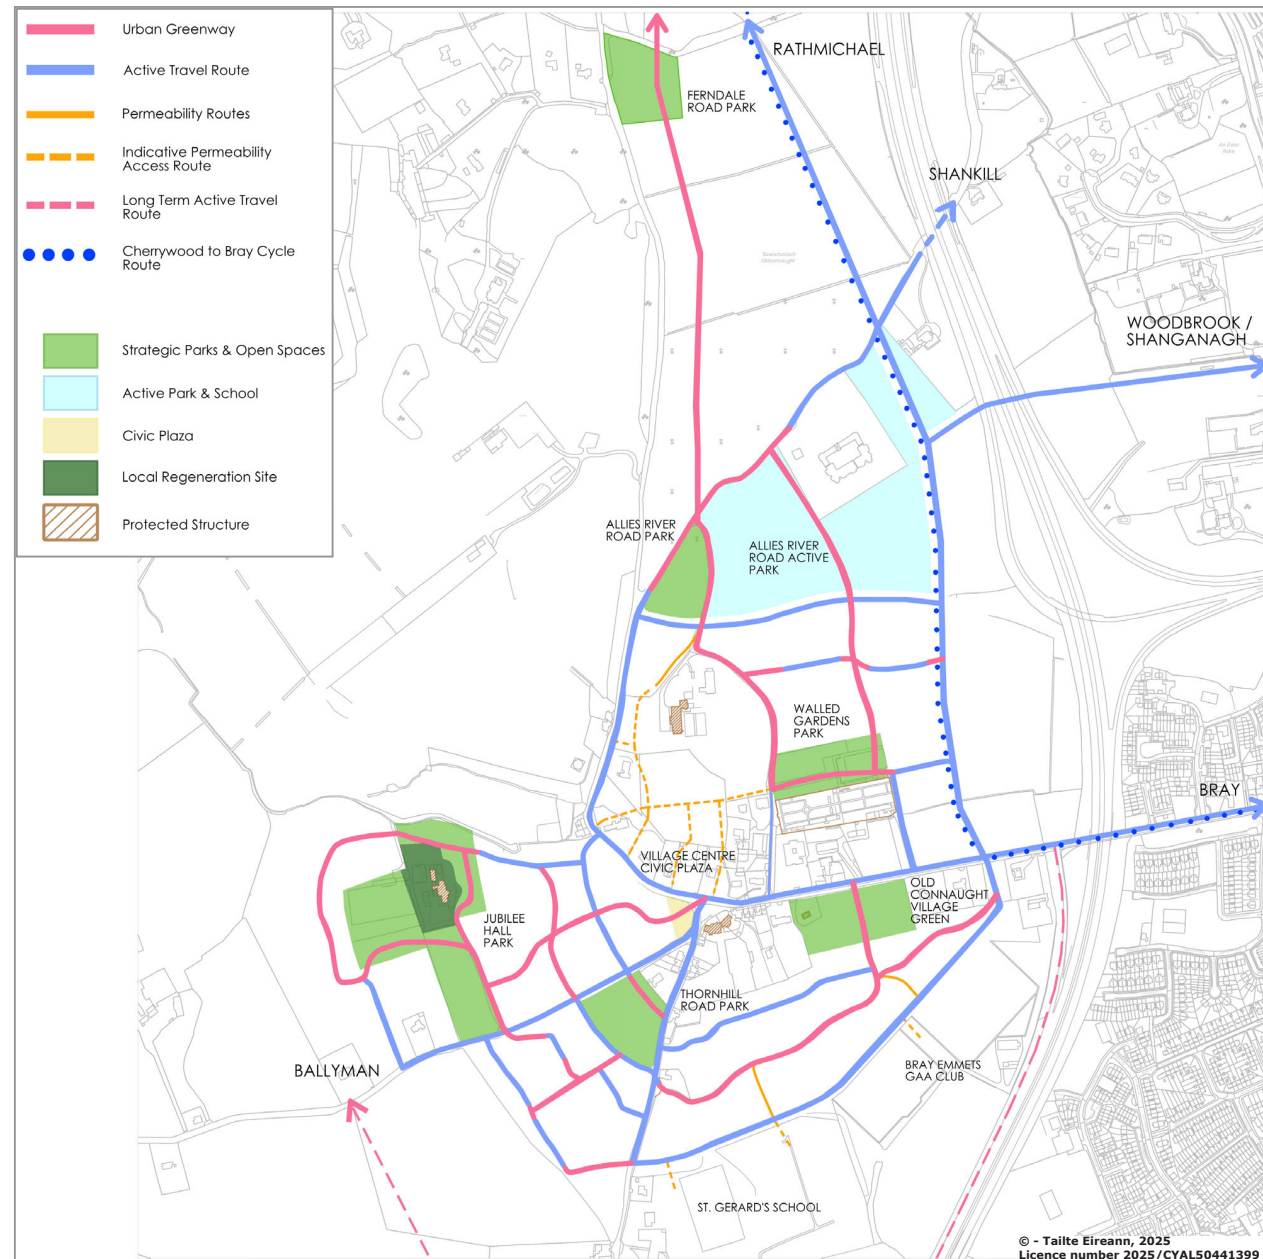 Urban Greenway
Active Travel Route
Permeability Routes
Indicative Permeability
Access Route
Long Term Active Travel
Route
Cherrywood to Bray Cycle
Route
Strategic Parks & Open Spaces
Active Park & School
Civic Plaza
Local Regeneration Site
Protected Structure
RATHMICHAEL
FERNDALE
ROAD PARK
SHANKILL
WOODBROOK /
SHANGANAGH
ALLIES RIVER
ROAD PARK
ALLIES RIVER
ROAD ACTIVE
PARK
WALLED
GARDENS
PARK
BRAY
VILLAGE CENTRE
CIVIC PLAZA
OLD
CONNAUGHT
VILLAGE
GREEN
JUBILEE
HALL
PARK
THORNHILL
ROAD PARK
BALLYMAN
BRAY EMMETS
GAA CLUB
ST. GERARD'S SCHOOL
© - Tailte Eireann, 2025
Licence number 2025/CYAL50441399